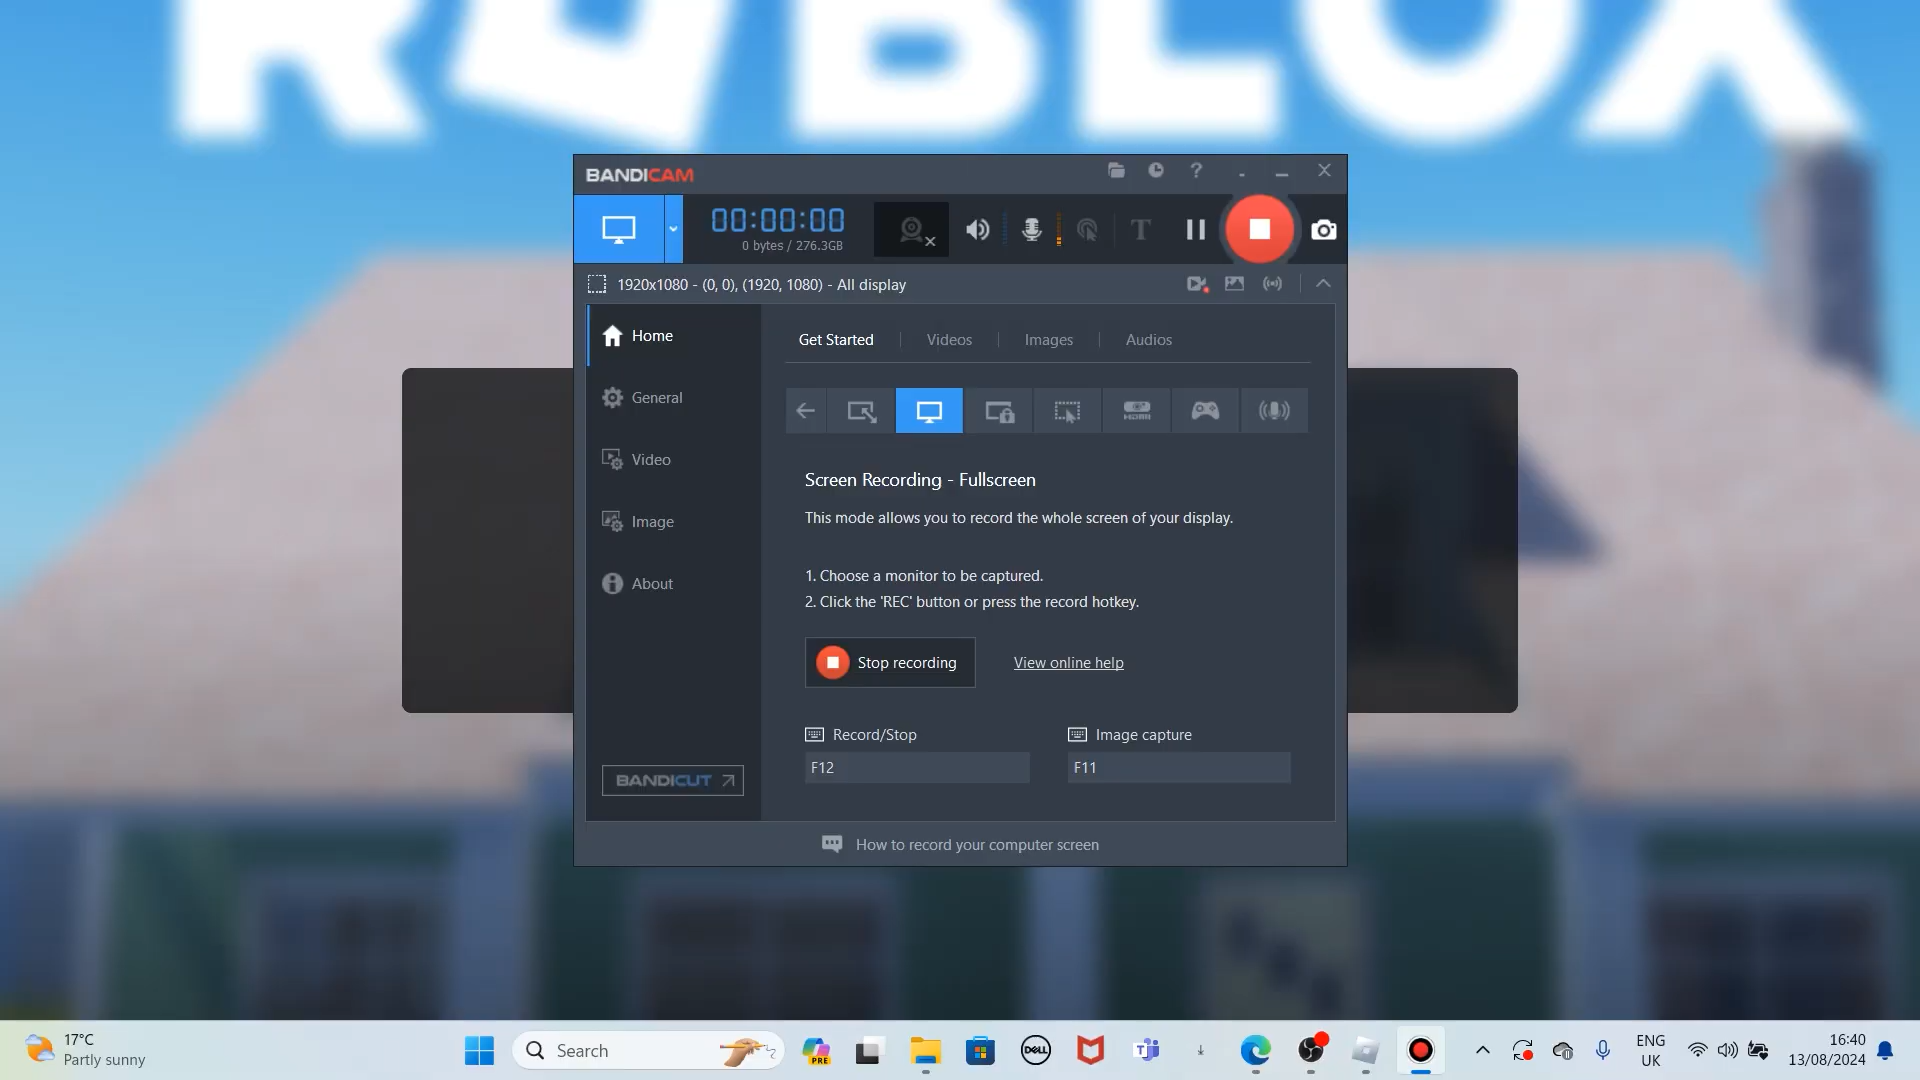 ROBLOX
BANDICAM
00:00:00
0 bytes / 276.3GB
T
1920x1080 - (0, 0), (1920, 1080) - All display
Home
General
Video
Image
About
BANDICUT
Get Started
Videos
Images
Audios
HDMI
Screen Recording - Fullscreen
This mode allows you to record the whole screen of your display.
1. Choose a monitor to be captured.
2. Click the 'REC' button or press the record hotkey.
Stop recording
View online help
Record/Stop
Image capture
F12
F11
How to record your computer screen
17°C
Partly sunny
Search
PRE
DELL
ENG
UK
16:40
13/08/2024